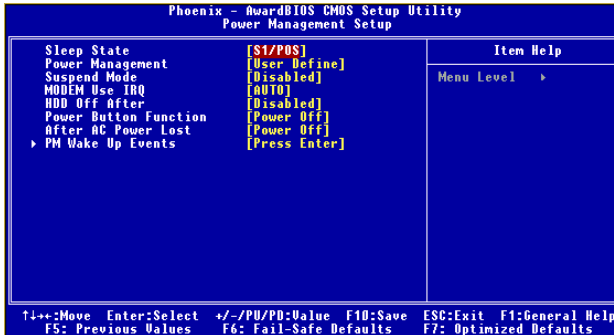 Phoenix - AwardBIOS CMOS Setup Utility
Power Management Setup
Sleep State [S1/POS]
Power Management [User Define]
Suspend Mode [Disabled]
MODEM Use IRQ [AUTO]
HDD Off After [Disabled]
Power Button Function [Power Off]
After AC Power Lost [Power Off]
▸ PM Wake Up Events [Press Enter]
Item Help
Menu Level ▸
↑↓→←:Move Enter:Select +/-/PU/PD:Value F10:Save ESC:Exit F1:General Help
F5: Previous Values F6: Fail-Safe Defaults F7: Optimized Defaults